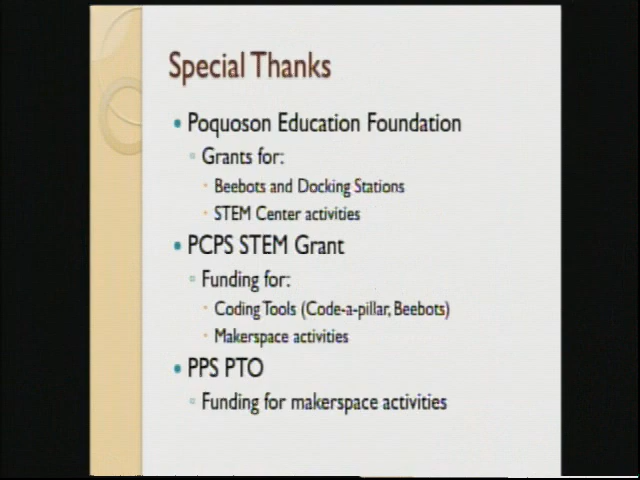 Special Thanks
Poquoson Education Foundation
Grants for:
Beebots and Docking Stations
STEM Center activities
PCPS STEM Grant
Funding for:
Coding Tools (Code-a-pillar, Beebots)
Makerspace activities
PPS PTO
Funding for makerspace activities